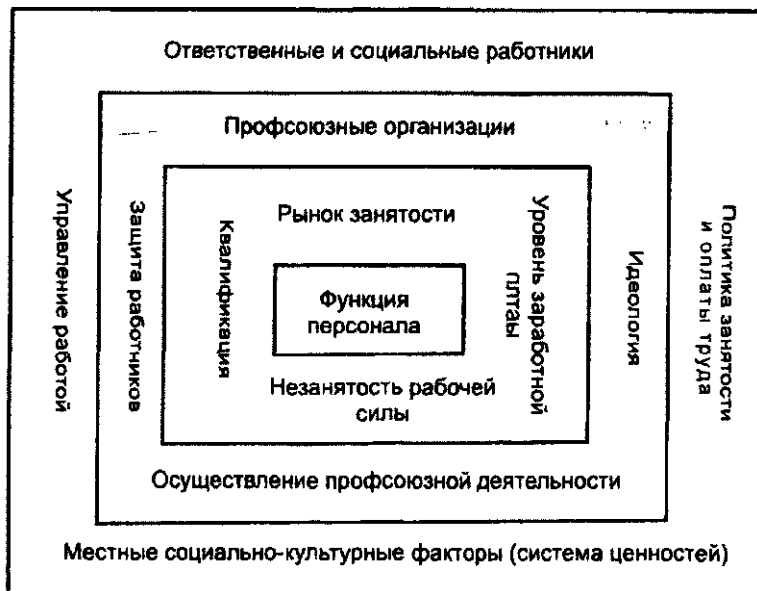 Ответственные и социальные работники
Профсоюзные организации
Управление работой
Защита работников
Квалификация
Рынок занятости
Уровень заработной
плтаы
Идеология
Политика занятости
и оплаты труда
Функция
персонала
Незанятость рабочей
силы
Осуществление профсоюзной деятельности
Местные социально-культурные факторы (система ценностей)